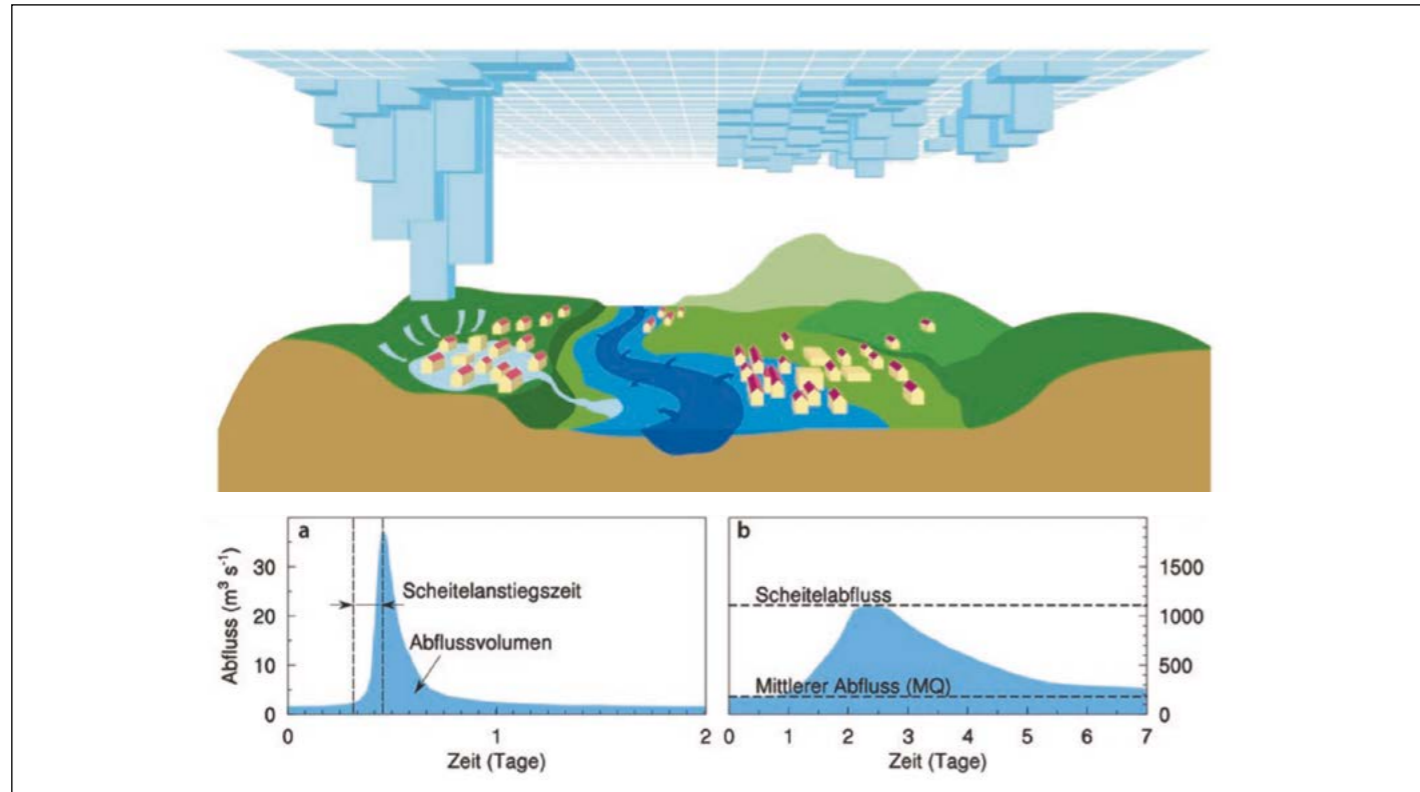 a
Abfluss (m³ s⁻¹)
30
20
10
0
Scheitelanstiegszeit
Abflussvolumen
0
1
2
Zeit (Tage)
b
Scheitelabfluss
Mittlerer Abfluss (MQ)
1500
1000
500
0
0
1
2
3
4
5
6
7
Zeit (Tage)